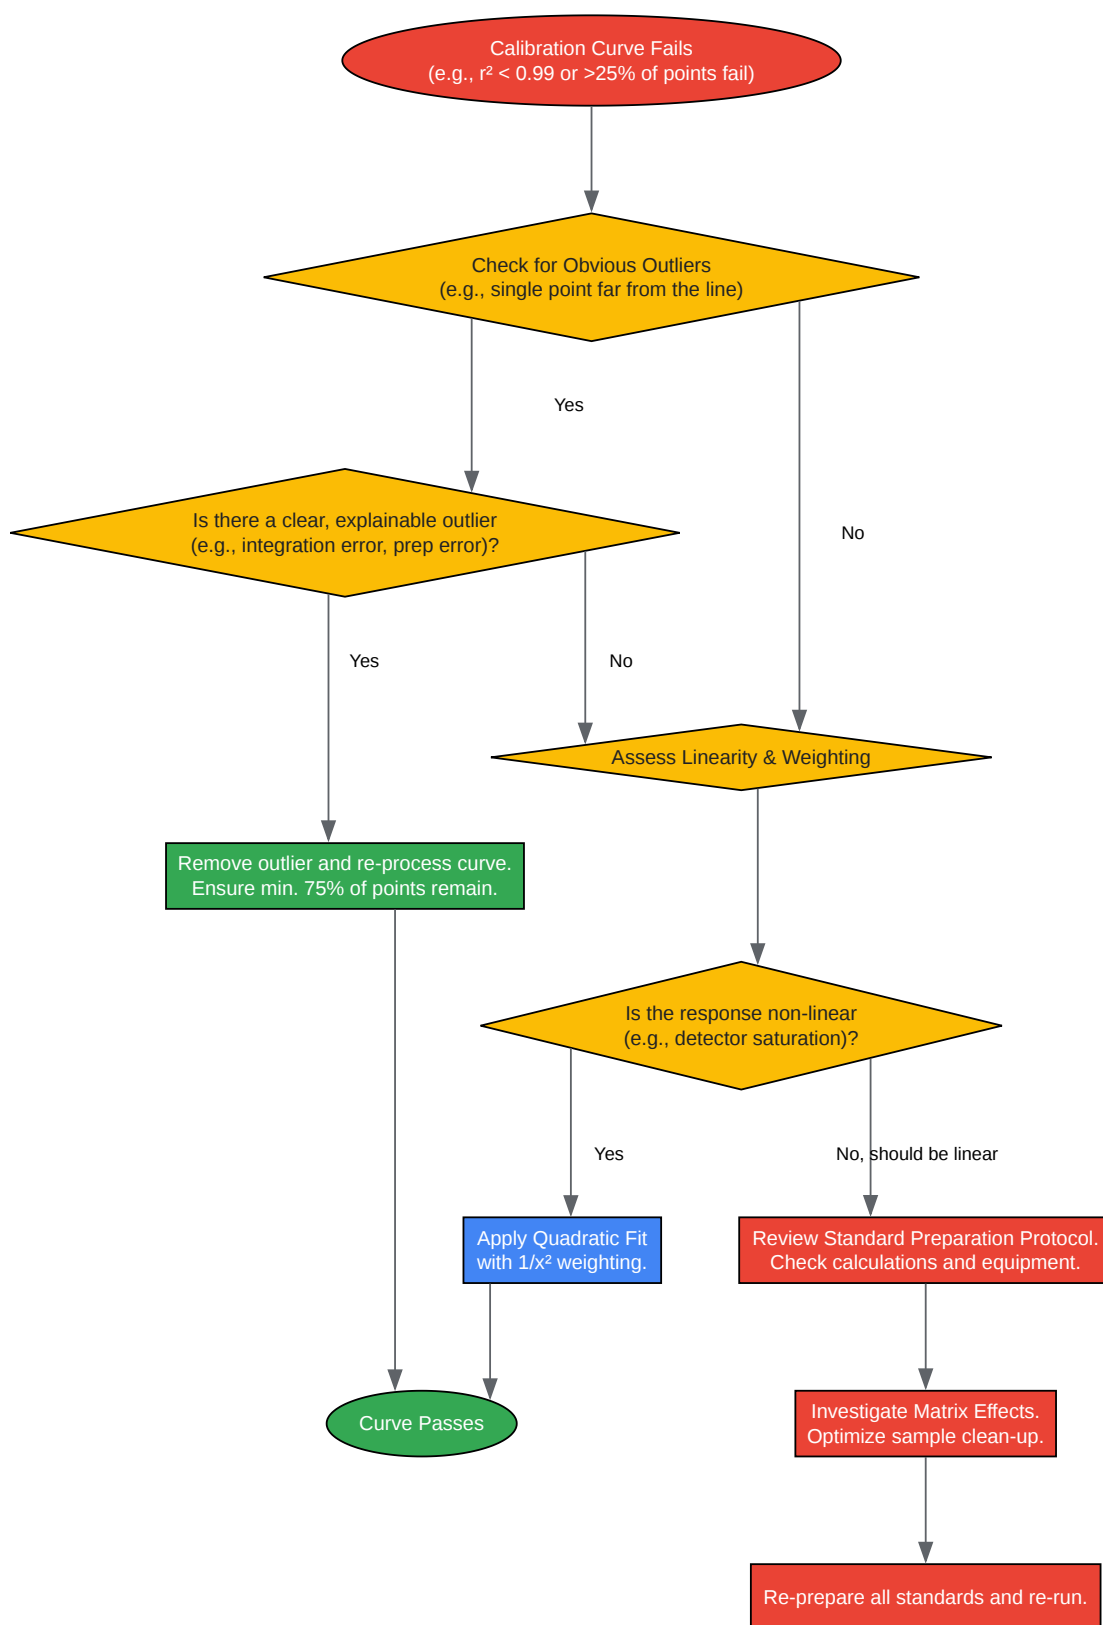 Calibration Curve Fails
(e.g., r² < 0.99 or >25% of points fail)
Check for Obvious Outliers
(e.g., single point far from the line)
Yes
Is there a clear, explainable outlier
(e.g., integration error, prep error)?
No
Yes
No
Assess Linearity & Weighting
Remove outlier and re-process curve.
Ensure min. 75% of points remain.
Is the response non-linear
(e.g., detector saturation)?
Yes
No, should be linear
Apply Quadratic Fit
with 1/x² weighting.
Review Standard Preparation Protocol.
Check calculations and equipment.
Curve Passes
Investigate Matrix Effects.
Optimize sample clean-up.
Re-prepare all standards and re-run.